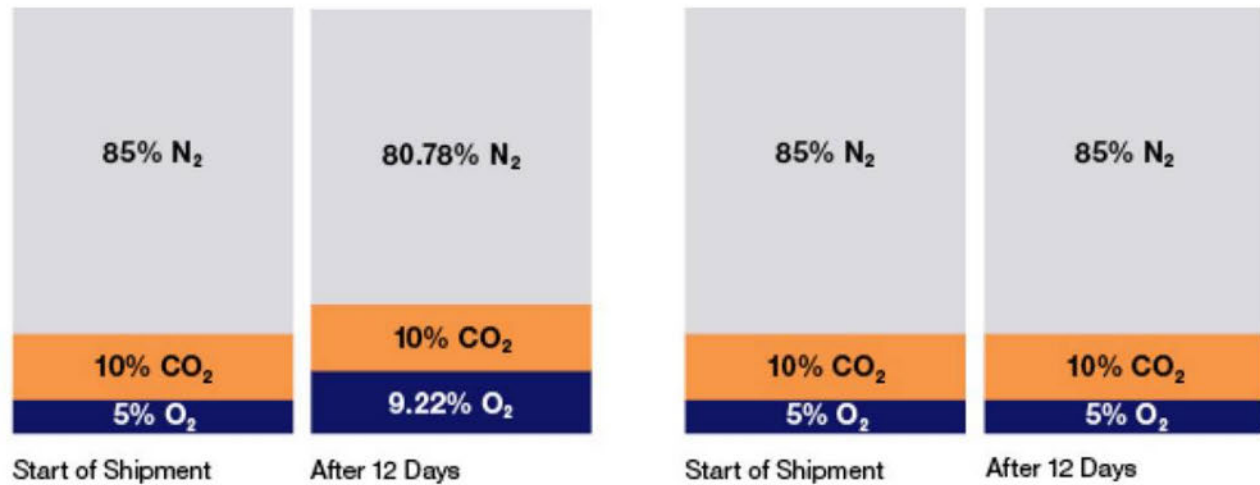 85% N₂
80.78% N₂
85% N₂
85% N₂
10% CO₂
10% CO₂
10% CO₂
10% CO₂
5% O₂
9.22% O₂
5% O₂
5% O₂
Start of Shipment
After 12 Days
Start of Shipment
After 12 Days